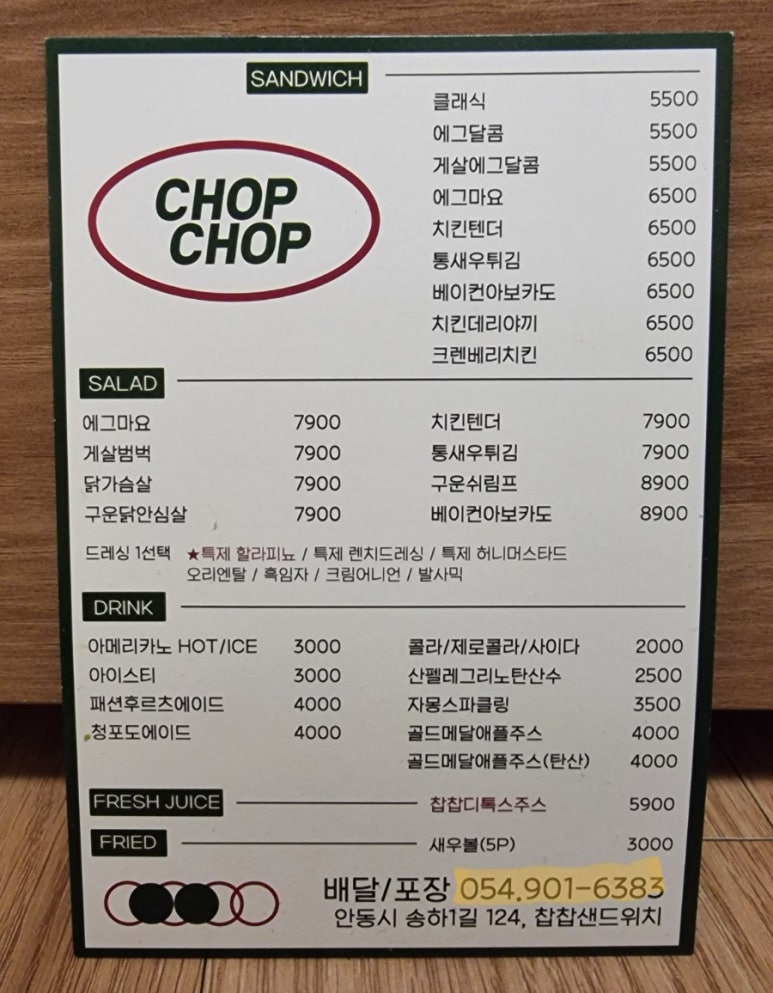 SANDWICH
CHOP
CHOP
클래식 5500
에그달콤 5500
게살에그달콤 5500
에그마요 6500
치킨텐더 6500
통새우튀김 6500
베이컨아보카도 6500
치킨데리야끼 6500
크렌베리치킨 6500
SALAD
에그마요 7900 치킨텐더 7900
게살범벅 7900 통새우튀김 7900
닭가슴살 7900 구운쉬림프 8900
구운닭안심살 7900 베이컨아보카도 8900
드레싱 1선택 ★특제 할라피뇨 / 특제 렌치드레싱 / 특제 허니머스타드
오리엔탈 / 흑임자 / 크림어니언 / 발사믹
DRINK
아메리카노 HOT/ICE 3000 콜라/제로콜라/사이다 2000
아이스티 3000 산펠레그리노탄산수 2500
패션후르츠에이드 4000 자몽스파클링 3500
청포도에이드 4000 골드메달애플주스 4000
골드메달애플주스(탄산) 4000
FRESH JUICE 찹찹디톡스주스 5900
FRIED 새우볼(5P) 3000
배달/포장 054.901-6383
안동시 송하1길 124, 찹찹샌드위치